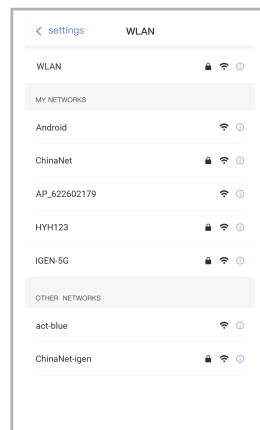 settings WLAN
WLAN
MY NETWORKS
Android
ChinaNet
AP_622602179
HYH123
IGEN-5G
OTHER NETWORKS
act-blue
ChinaNet-igen